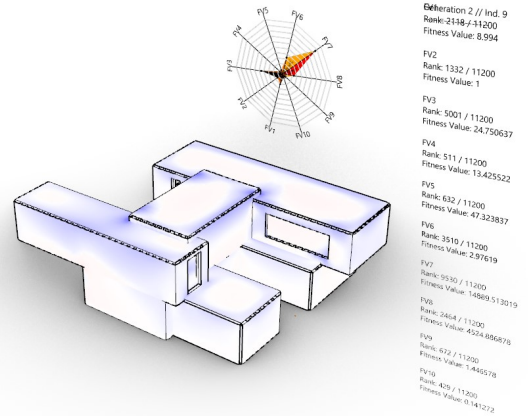 FV5
FV6
FV4
FV7
FV3
FV8
FV2
FV9
FV1
FV10
Generation 2 // Ind. 9
FV1
Rank: 2118 / 11200
Fitness Value: 8.994
FV2
Rank: 1332 / 11200
Fitness Value: 1
FV3
Rank: 5001 / 11200
Fitness Value: 24.750637
FV4
Rank: 511 / 11200
Fitness Value: 13.425522
FV5
Rank: 632 / 11200
Fitness Value: 47.323837
FV6
Rank: 3510 / 11200
Fitness Value: 2.97619
FV7
Rank: 9530 / 11200
Fitness Value: 14889.513019
FV8
Rank: 2464 / 11200
Fitness Value: 4524.886878
FV9
Rank: 672 / 11200
Fitness Value: 1.446578
FV10
Rank: 429 / 11200
Fitness Value: 0.141272